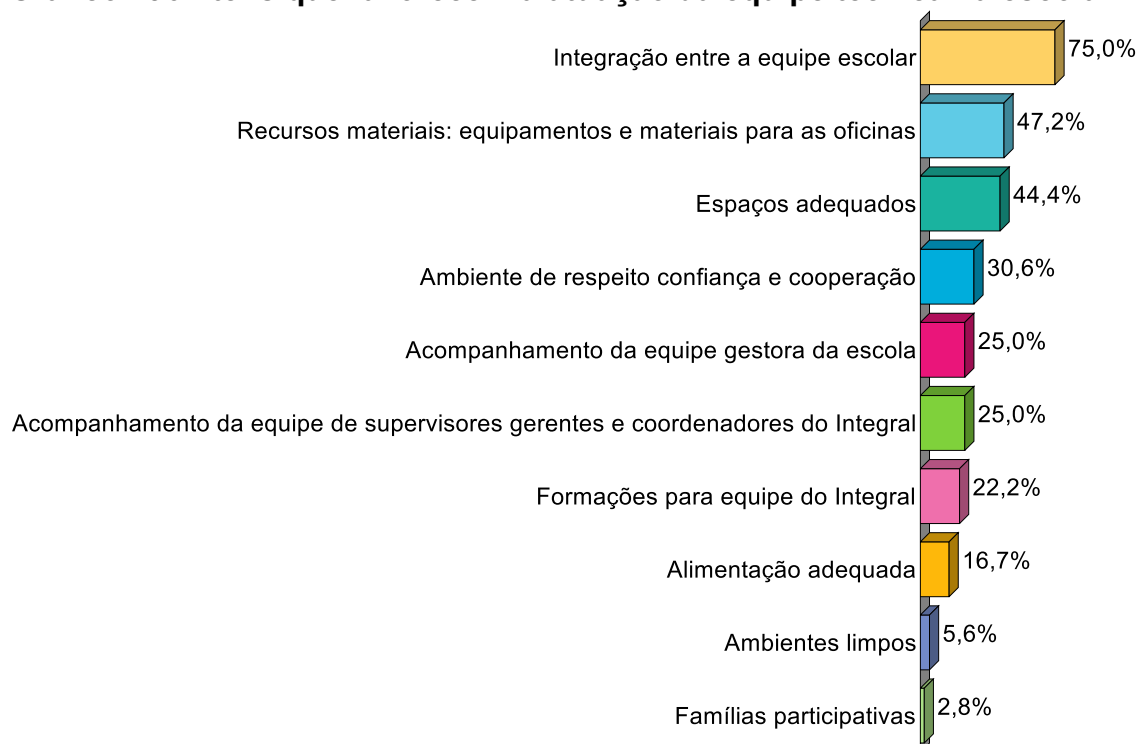 Integração entre a equipe escolar 75,0%
Recursos materiais: equipamentos e materiais para as oficinas 47,2%
Espaços adequados 44,4%
Ambiente de respeito confiança e cooperação 30,6%
Acompanhamento da equipe gestora da escola 25,0%
Acompanhamento da equipe de supervisores gerentes e coordenadores do Integral 25,0%
Formações para equipe do Integral 22,2%
Alimentação adequada 16,7%
Ambientes limpos 5,6%
Famílias participativas 2,8%